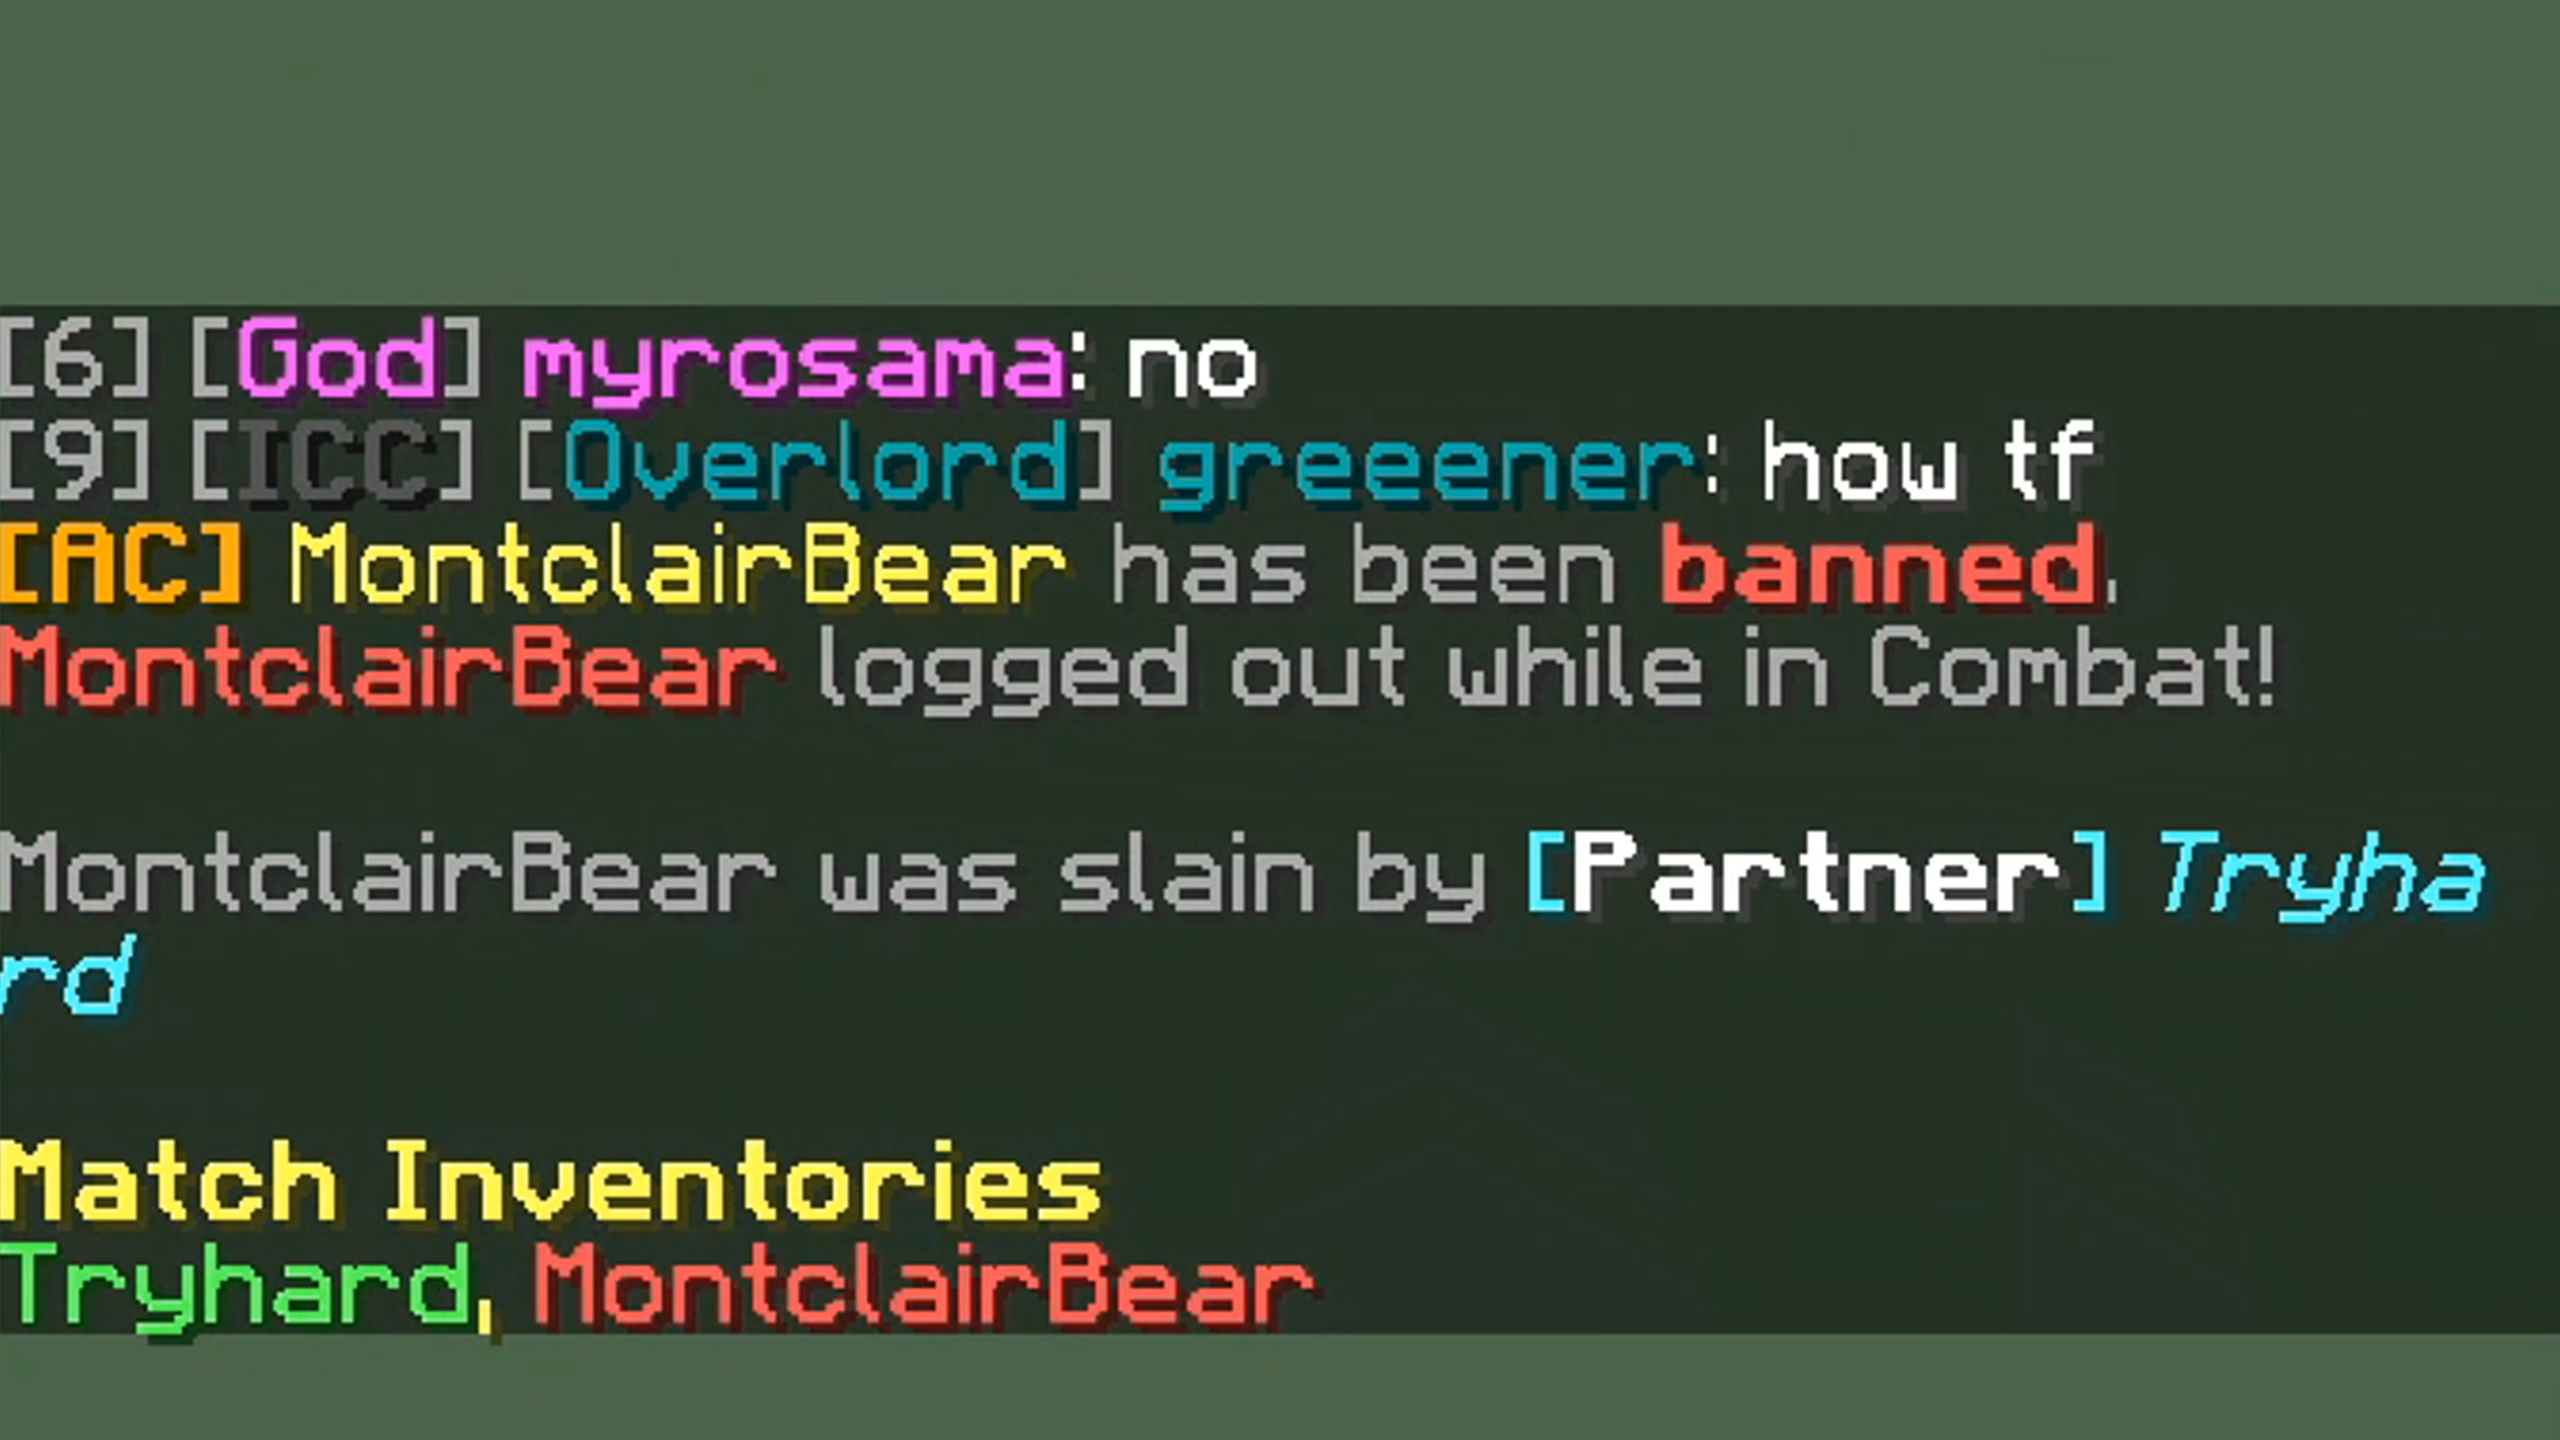 [6] [God] myrosama: no
[9] [ICC] [Overlord] greeener: how tf
[AC] MontclairBear has been banned.
MontclairBear logged out while in Combat!
MontclairBear was slain by [Partner] Tryha
rd
Match Inventories
Tryhard, MontclairBear